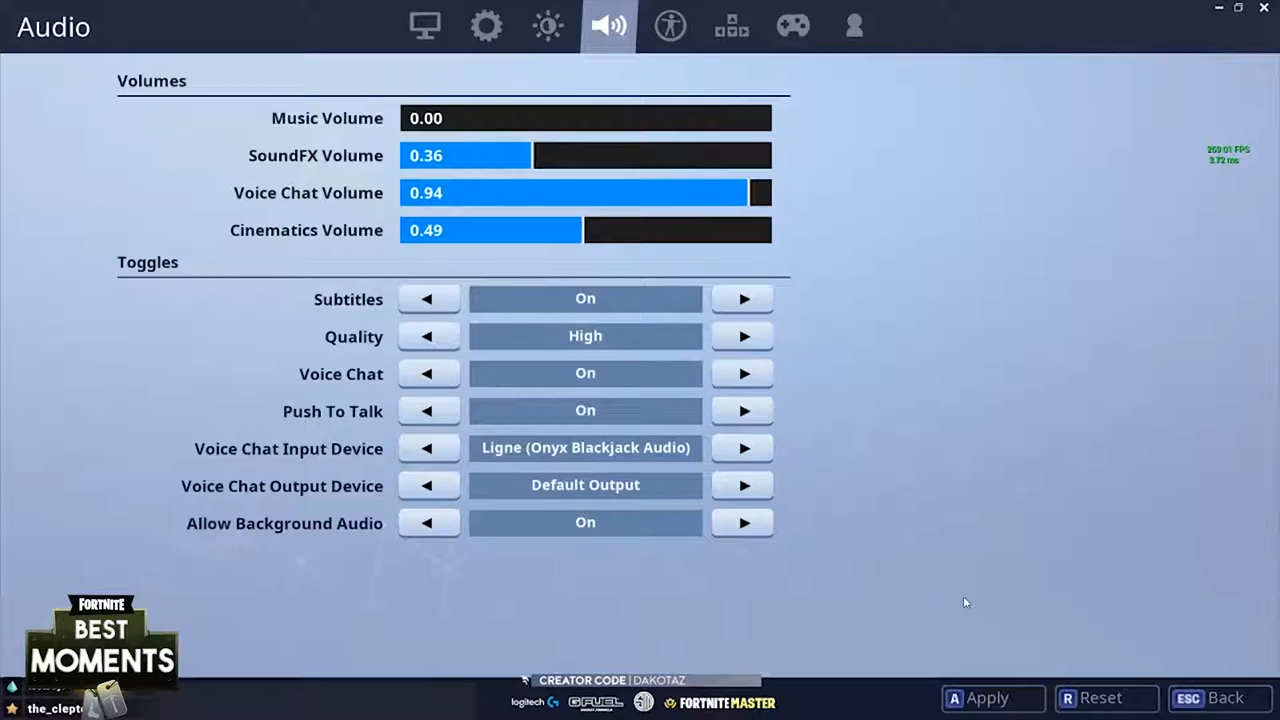 Audio
Volumes
Music Volume 0.00
SoundFX Volume 0.36
Voice Chat Volume 0.94
Cinematics Volume 0.49
Toggles
Subtitles On
Quality High
Voice Chat On
Push To Talk On
Voice Chat Input Device Ligne (Onyx Blackjack Audio)
Voice Chat Output Device Default Output
Allow Background Audio On
FORTNITE
BEST
MOMENTS
CREATOR CODE | DAKOTAZ
logitech G GFUEL FORTNITE MASTER
A Apply R Reset ESC Back